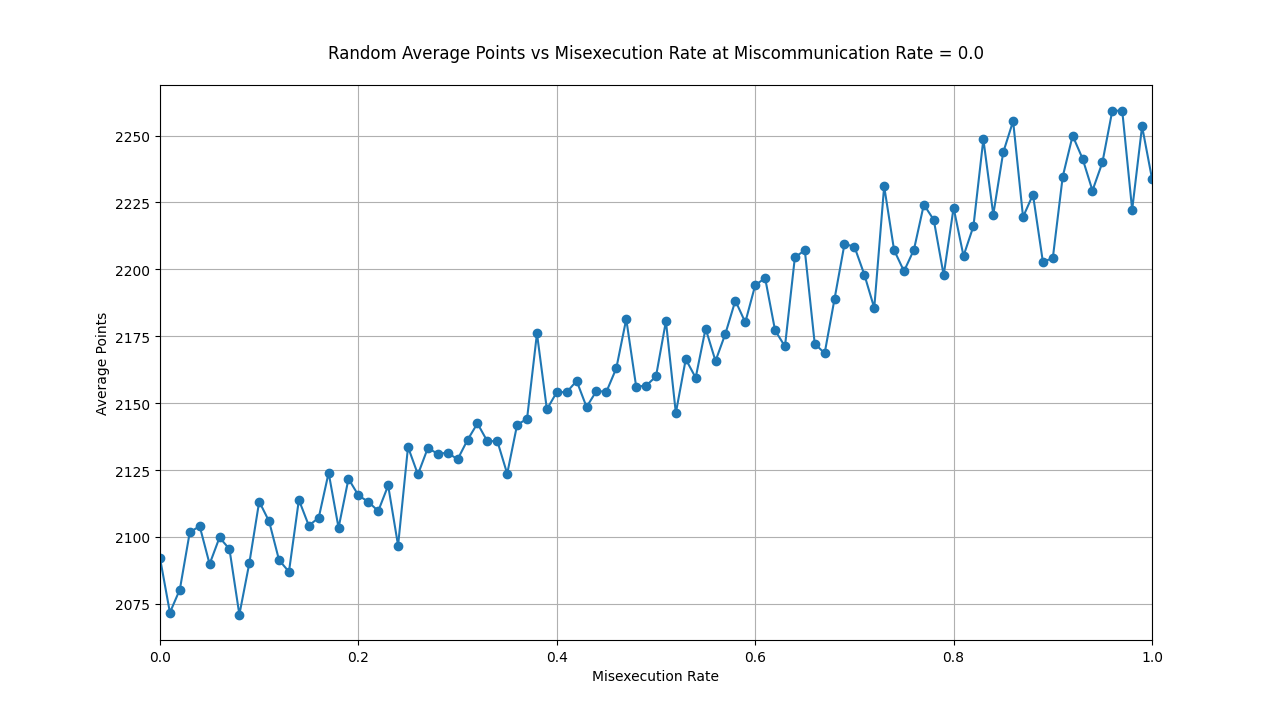 Random Average Points vs Misexecution Rate at Miscommunication Rate = 0.0
2250
2225
2200
2175
2150
2125
2100
2075
Average Points
0.0 0.2 0.4 0.6 0.8 1.0
Misexecution Rate